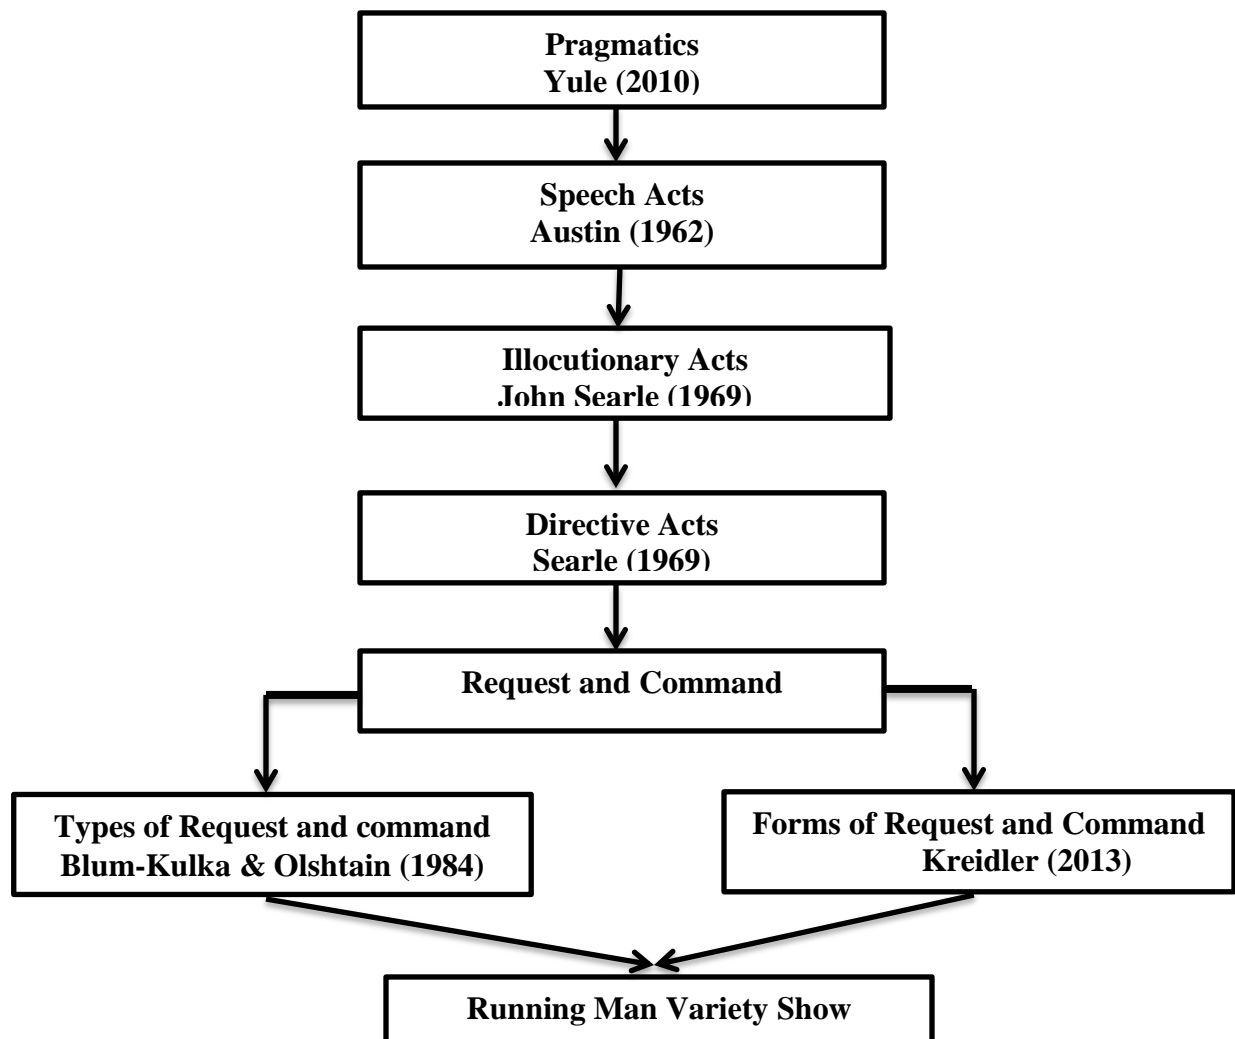 Pragmatics
Yule (2010)
Speech Acts
Austin (1962)
Illocutionary Acts
John Searle (1969)
Directive Acts
Searle (1969)
Request and Command
Types of Request and command
Blum-Kulka & Olshtain (1984)
Forms of Request and Command
Kreidler (2013)
Running Man Variety Show